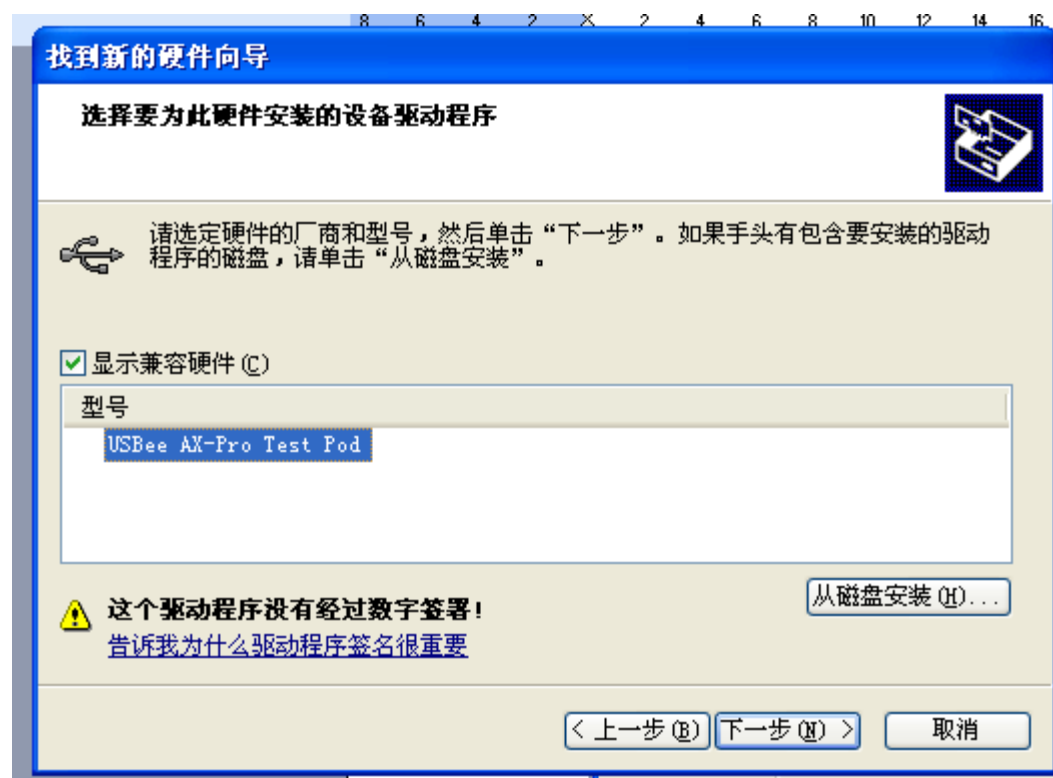 8 6 4 2 2 4 6 8 10 12 14 16
找到新的硬件向导
选择要为此硬件安装的设备驱动程序
请选定硬件的厂商和型号，然后单击“下一步”。如果手头有包含要安装的驱动
程序的磁盘，请单击“从磁盘安装”。
显示兼容硬件(C)
型号
USBee AX-Pro Test Pod
从磁盘安装(H)...
这个驱动程序没有经过数字签署!
告诉我为什么驱动程序签名很重要
< 上一步(B) 下一步(N) > 取消